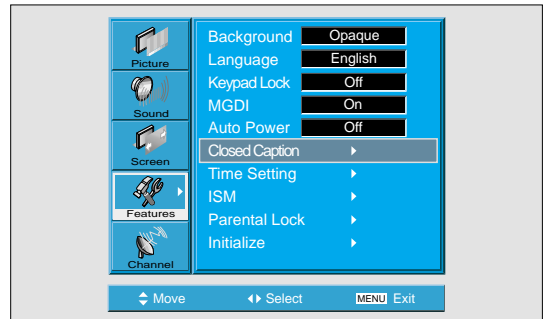 Picture
Sound
Screen
Features
Channel
Background Opaque
Language English
Keypad Lock Off
MGDI On
Auto Power Off
Closed Caption
Time Setting
ISM
Parental Lock
Initialize
Move Select MENU Exit